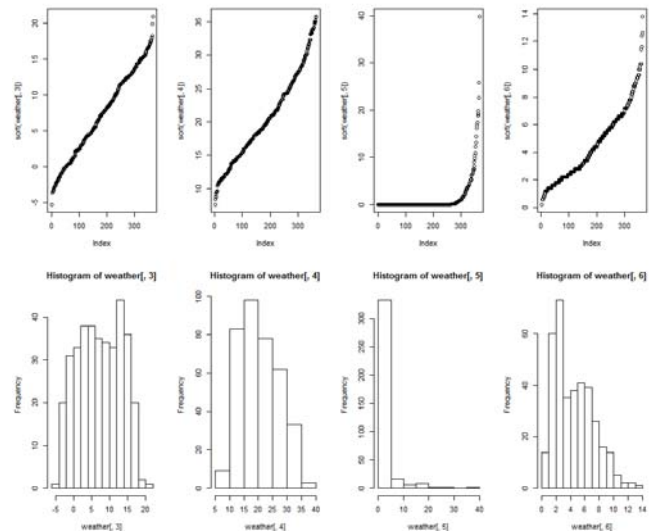 sort(weather[, 3])
20
15
10
5
0
-5
0 100 200 300
Index
sort(weather[, 4])
35
30
25
20
15
10
0 100 200 300
Index
sort(weather[, 5])
40
30
20
10
0
0 100 200 300
Index
sort(weather[, 6])
14
12
10
8
6
4
2
0
0 100 200 300
Index
Histogram of weather[, 3]
Frequency
40
30
20
10
0
-5 0 5 10 15 20
weather[, 3]
Histogram of weather[, 4]
Frequency
100
80
60
40
20
0
5 10 15 20 25 30 35 40
weather[, 4]
Histogram of weather[, 5]
Frequency
300
250
200
150
100
50
0
0 10 20 30 40
weather[, 5]
Histogram of weather[, 6]
Frequency
60
40
20
0
0 2 4 6 8 10 12 14
weather[, 6]